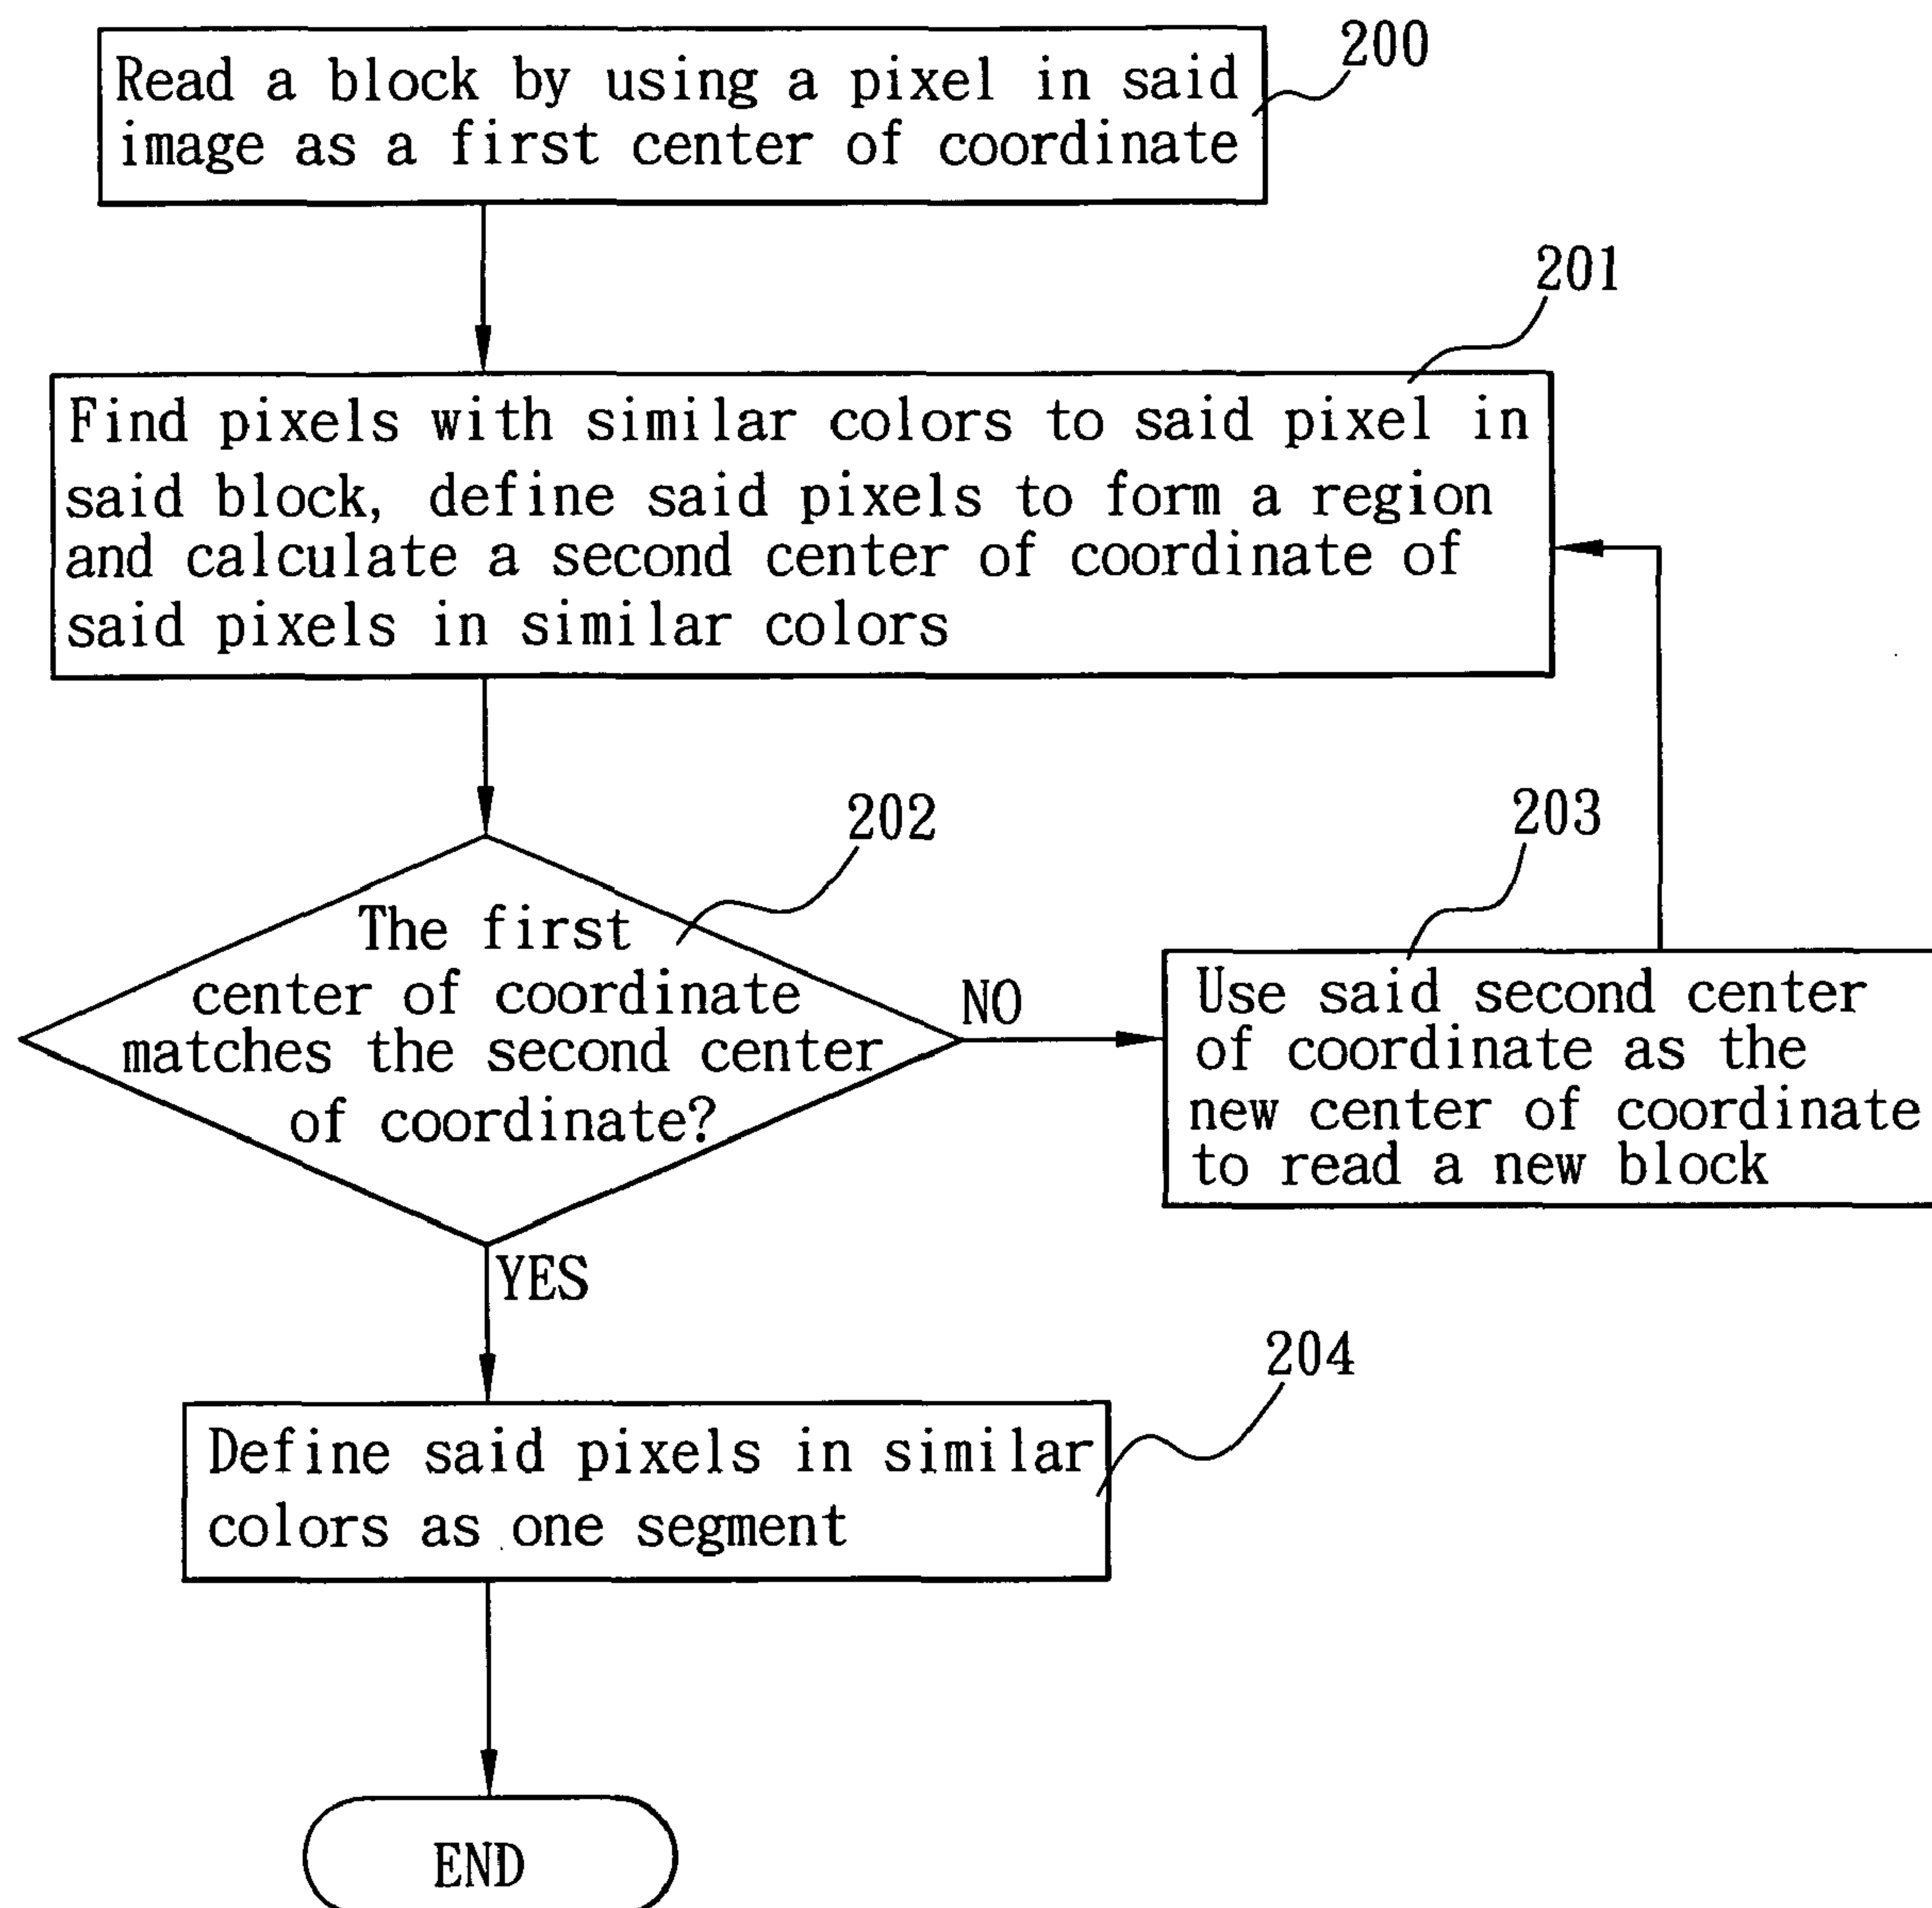 200
Read a block by using a pixel in said
image as a first center of coordinate
201
Find pixels with similar colors to said pixel in
said block, define said pixels to form a region
and calculate a second center of coordinate of
said pixels in similar colors
202
The first
center of coordinate
matches the second center
of coordinate?
NO
203
Use said second center
of coordinate as the
new center of coordinate
to read a new block
YES
204
Define said pixels in similar
colors as one segment
END